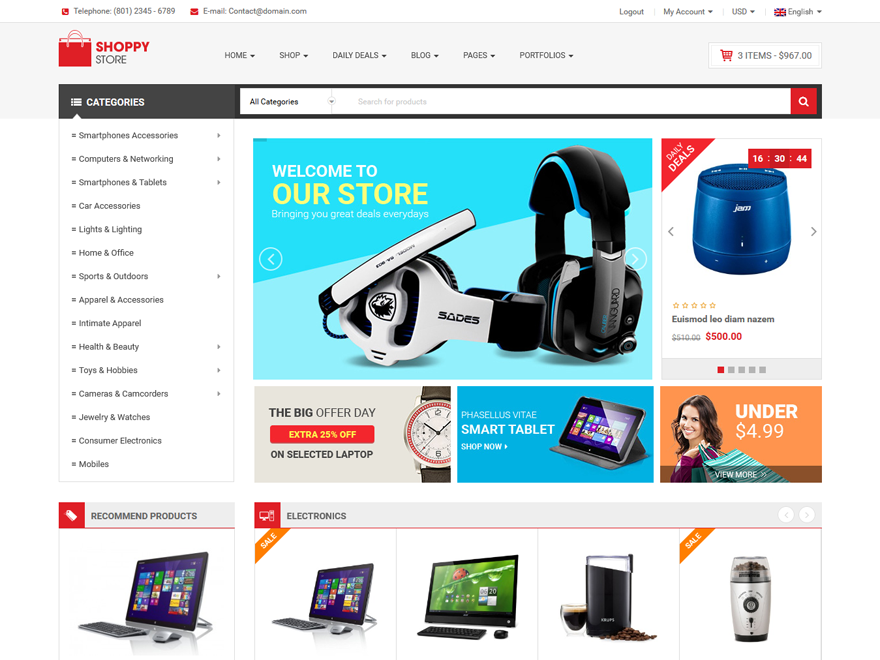 Telephone: (801) 2345 - 6789
E-mail: Contact@domain.com
Logout
My Account
USD
English
SHOPPY
STORE
HOME
SHOP
DAILY DEALS
BLOG
PAGES
PORTFOLIOS
3 ITEMS - $967.00
CATEGORIES
All Categories
Search for products
Smartphones Accessories
Computers & Networking
Smartphones & Tablets
Car Accessories
Lights & Lighting
Home & Office
Sports & Outdoors
Apparel & Accessories
Intimate Apparel
Health & Beauty
Toys & Hobbies
Cameras & Camcorders
Jewelry & Watches
Consumer Electronics
Mobiles
WELCOME TO
OUR STORE
Bringing you great deals everydays
SADES
DAILY
DEALS
16 : 30 : 44
jam
Euismod leo diam nazem
$510.00 $500.00
THE BIG OFFER DAY
EXTRA 25% OFF
ON SELECTED LAPTOP
PHASELLUS VITAE
SMART TABLET
SHOP NOW
UNDER
$4.99
VIEW MORE
RECOMMEND PRODUCTS
ELECTRONICS
SALE
KRUPS
SALE